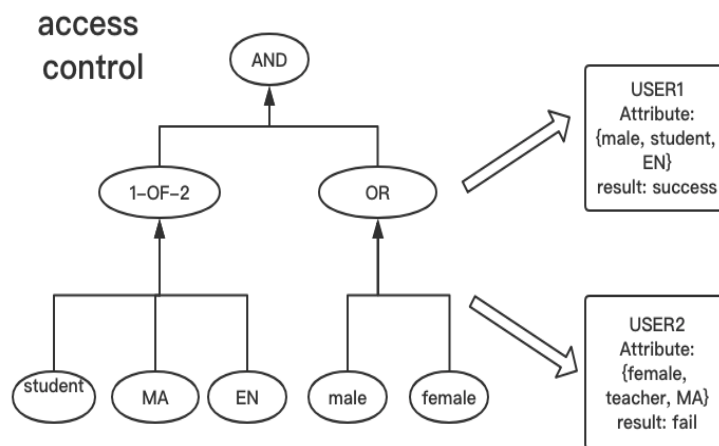 access
control
AND
1-OF-2
OR
student
MA
EN
male
female
USER1
Attribute:
{male, student,
EN}
result: success
USER2
Attribute:
{female,
teacher, MA}
result: fail